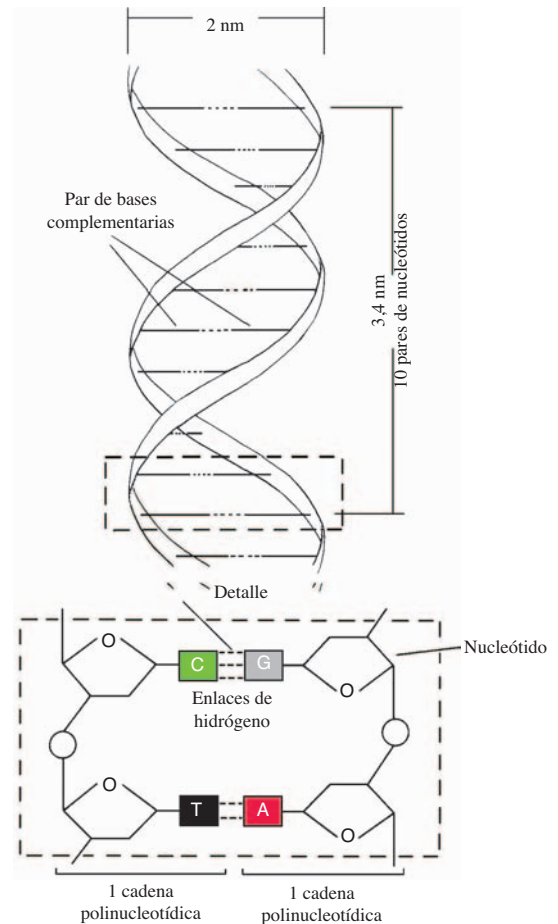 2 nm
Par de bases
complementarias
3,4 nm
10 pares de nucleótidos
Detalle
O
C
G
O
Nucleótido
Enlaces de
hidrógeno
O
T
A
O
1 cadena
polinucleotídica
1 cadena
polinucleotídica